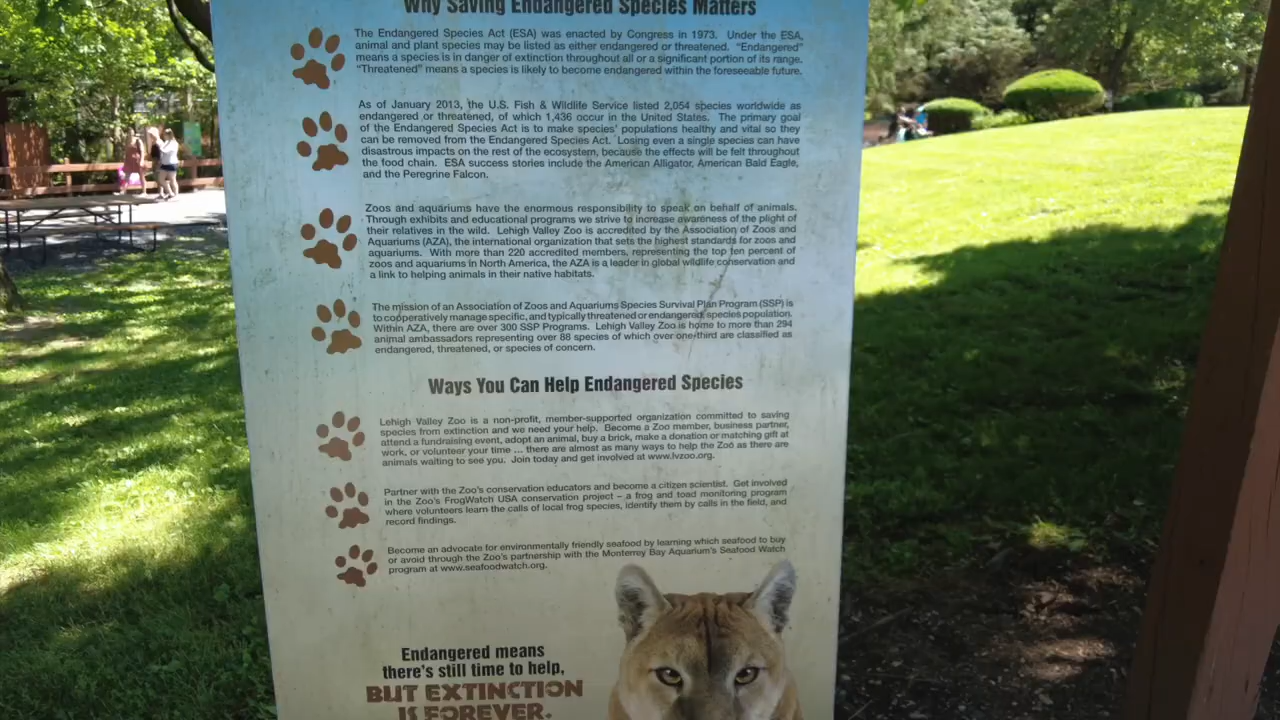 Why Saving Endangered Species Matters
The Endangered Species Act (ESA) was enacted by Congress in 1973. Under the ESA,
animal and plant species may be listed as either endangered or threatened. “Endangered”
means a species is in danger of extinction throughout all or a significant portion of its range.
“Threatened” means a species is likely to become endangered within the foreseeable future.
As of January 2013, the U.S. Fish & Wildlife Service listed 2,054 species worldwide as
endangered or threatened, of which 1,436 occur in the United States. The primary goal
of the Endangered Species Act is to make species’ populations healthy and vital so they
can be removed from the Endangered Species Act. Losing even a single species can have
disastrous impacts on the rest of the ecosystem, because the effects will be felt throughout
the food chain. ESA success stories include the American Alligator, American Bald Eagle,
and the Peregrine Falcon.
Zoos and aquariums have the enormous responsibility to speak on behalf of animals.
Through exhibits and educational programs we strive to increase awareness of the plight of
their relatives in the wild. Lehigh Valley Zoo is accredited by the Association of Zoos and
Aquariums (AZA), the international organization that sets the highest standards for zoos and
aquariums. With more than 220 accredited members, representing the top ten percent of
zoos and aquariums in North America, the AZA is a leader in global wildlife conservation and
a link to helping animals in their native habitats.
The mission of an Association of Zoos and Aquariums Species Survival Plan Program (SSP) is
to cooperatively manage specific, and typically threatened or endangered, species population.
Within AZA, there are over 300 SSP Programs. Lehigh Valley Zoo is home to more than 294
animal ambassadors representing over 88 species of which over one-third are classified as
endangered, threatened, or species of concern.
Ways You Can Help Endangered Species
Lehigh Valley Zoo is a non-profit, member-supported organization committed to saving
species from extinction and we need your help. Become a Zoo member, business partner,
attend a fundraising event, adopt an animal, buy a brick, make a donation or matching gift at
work, or volunteer your time ... there are almost as many ways to help the Zoo as there are
animals waiting to see you. Join today and get involved at www.lvzoo.org.
Partner with the Zoo’s conservation educators and become a citizen scientist. Get involved
in the Zoo’s FrogWatch USA conservation project – a frog and toad monitoring program
where volunteers learn the calls of local frog species, identify them by calls in the field, and
record findings.
Become an advocate for environmentally friendly seafood by learning which seafood to buy
or avoid through the Zoo’s partnership with the Monterrey Bay Aquarium’s Seafood Watch
program at www.seafoodwatch.org.
Endangered means
there’s still time to help,
BUT EXTINCTION
IS FOREVER.